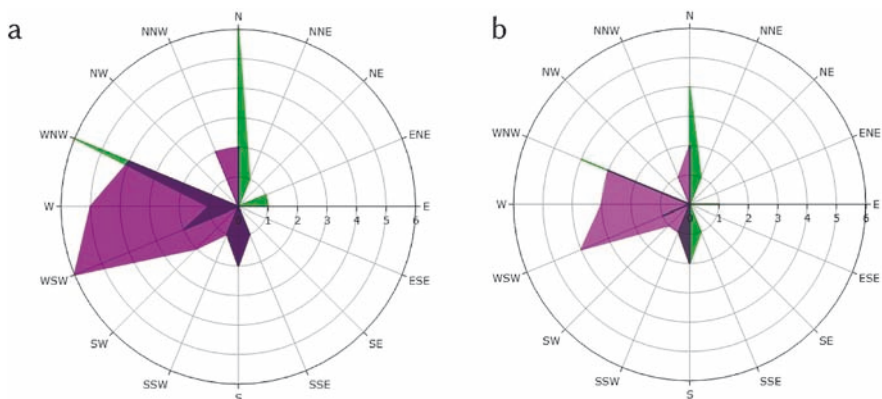 a
N
NNW NNE
NW NE
WNW ENE
W 1 2 3 4 5 6 E
WSW ESE
SW SE
SSW SSE
S
b
N
NNW NNE
NW NE
WNW ENE
W 0 1 2 3 4 5 6 E
WSW ESE
SW SE
SSW SSE
S